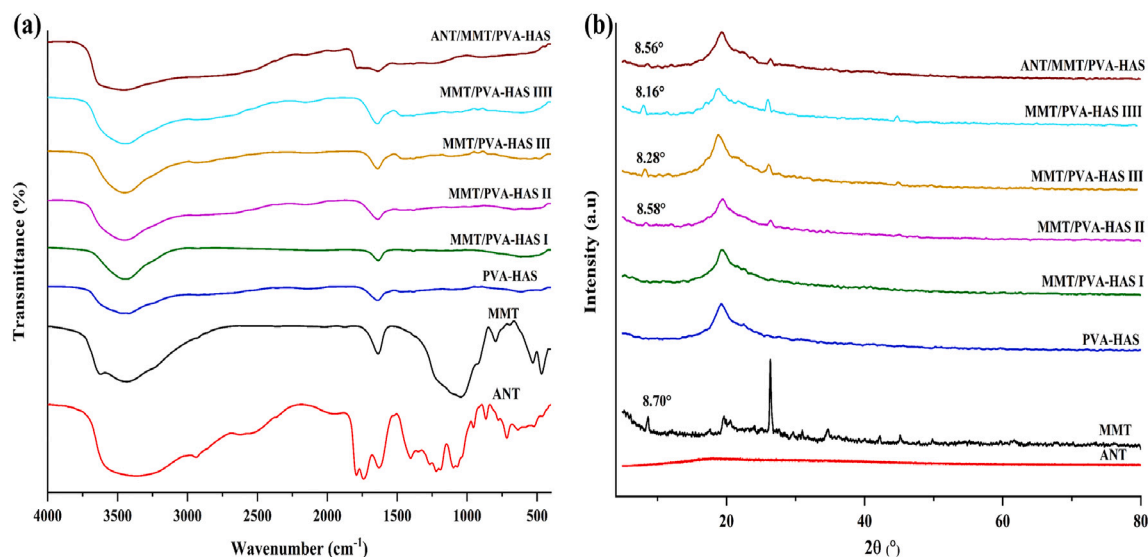 (a)
ANT/MMT/PVA-HAS
MMT/PVA-HAS IIII
MMT/PVA-HAS III
MMT/PVA-HAS II
MMT/PVA-HAS I
PVA-HAS
MMT
ANT
Transmittance (%)
4000 3500 3000 2500 2000 1500 1000 500
Wavenumber (cm⁻¹)
(b)
8.56°
ANT/MMT/PVA-HAS
8.16°
MMT/PVA-HAS IIII
8.28°
MMT/PVA-HAS III
8.58°
MMT/PVA-HAS II
MMT/PVA-HAS I
PVA-HAS
8.70°
MMT
ANT
Intensity (a.u)
20 40 60 80
2θ (°)